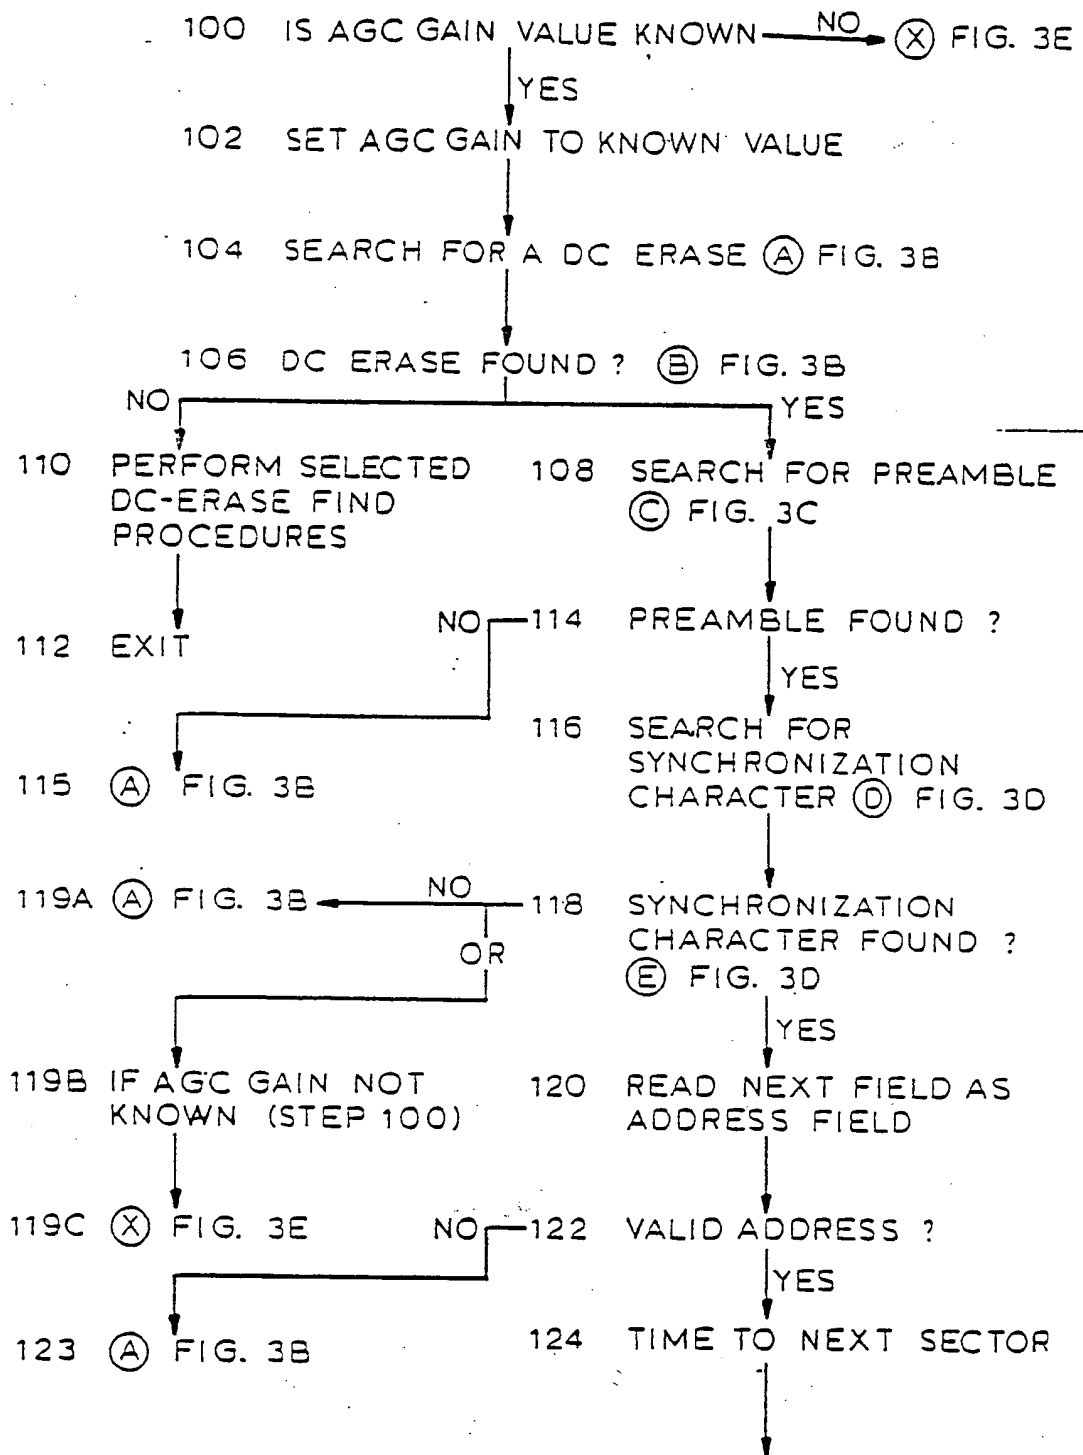 100 IS AGC GAIN VALUE KNOWN NO Ⓧ FIG. 3E
YES
102 SET AGC GAIN TO KNOWN VALUE
104 SEARCH FOR A DC ERASE Ⓐ FIG. 3B
106 DC ERASE FOUND ? Ⓑ FIG. 3B
NO YES
110 PERFORM SELECTED
DC-ERASE FIND
PROCEDURES
108 SEARCH FOR PREAMBLE
Ⓒ FIG. 3C
112 EXIT
NO 114 PREAMBLE FOUND ?
YES
115 Ⓐ FIG. 3B
116 SEARCH FOR
SYNCHRONIZATION
CHARACTER Ⓓ FIG. 3D
119A Ⓐ FIG. 3B NO 118 SYNCHRONIZATION
CHARACTER FOUND ?
Ⓔ FIG. 3D
OR
YES
119B IF AGC GAIN NOT
KNOWN (STEP 100)
120 READ NEXT FIELD AS
ADDRESS FIELD
119C Ⓧ FIG. 3E
NO 122 VALID ADDRESS ?
YES
123 Ⓐ FIG. 3B
124 TIME TO NEXT SECTOR